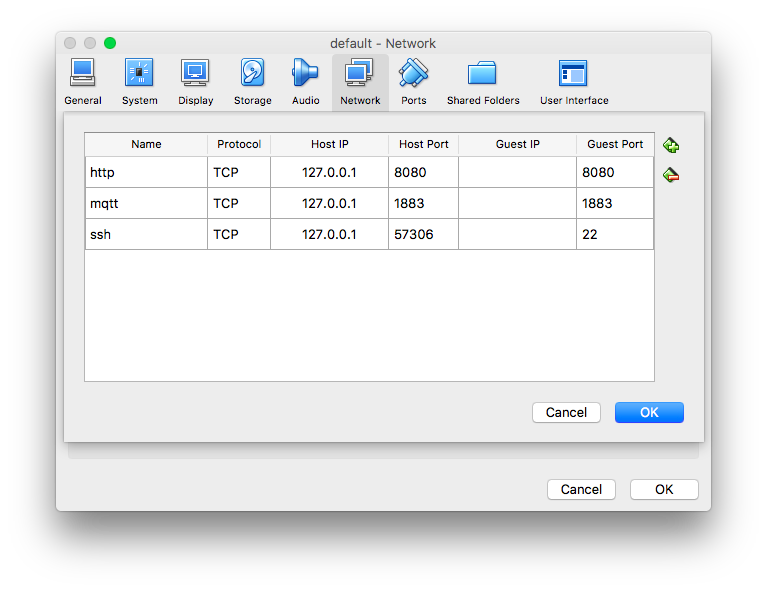 default - Network
General System Display Storage Audio Network Ports Shared Folders User Interface
Name Protocol Host IP Host Port Guest IP Guest Port
http TCP 127.0.0.1 8080 8080
mqtt TCP 127.0.0.1 1883 1883
ssh TCP 127.0.0.1 57306 22
Cancel OK
Cancel OK